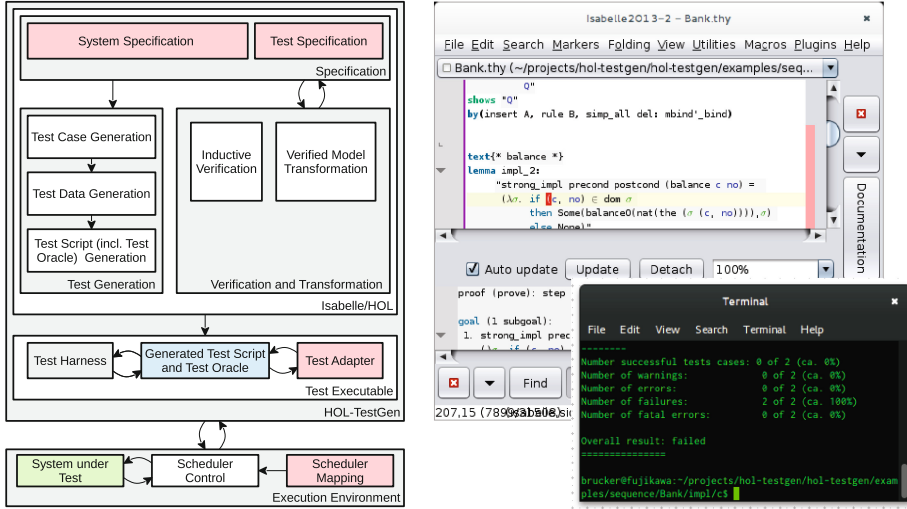 System Specification
Test Specification
Specification
Test Case Generation
Test Data Generation
Test Script (incl. Test
Oracle) Generation
Test Generation
Inductive
Verification
Verified Model
Transformation
Verification and Transformation
Isabelle/HOL
Test Harness
Generated Test Script
and Test Oracle
Test Adapter
Test Executable
HOL-TestGen
System under
Test
Scheduler
Control
Scheduler
Mapping
Execution Environment
Isabelle2013-2 – Bank.thy
File Edit Search Markers Folding View Utilities Macros Plugins Help
Bank.thy (~/projects/hol-testgen/hol-testgen/examples/seq...
Q"
shows "Q"
by(insert A, rule B, simp_all del: mbind'_bind)
text{* balance *}
lemma impl_2:
"strong_impl precond postcond (balance c no) =
(λσ. if (c, no) ∈ dom σ
then Some(balance0(nat(the (σ (c, no)))),σ)
else None)"
Documentation
Auto update Update Detach 100%
proof (prove): step
goal (1 subgoal):
1. strong_impl prec
(λσ. if (c, no)
Find
207,15 (7899/31508)
Terminal
File Edit View Search Terminal Help
--------
Number successful tests cases: 0 of 2 (ca. 0%)
Number of warnings: 0 of 2 (ca. 0%)
Number of errors: 0 of 2 (ca. 0%)
Number of failures: 2 of 2 (ca. 100%)
Number of fatal errors: 0 of 2 (ca. 0%)
Overall result: failed
===============
brucker@fujikawa:~/projects/hol-testgen/hol-testgen/exam
ples/sequence/Bank/impl/c$